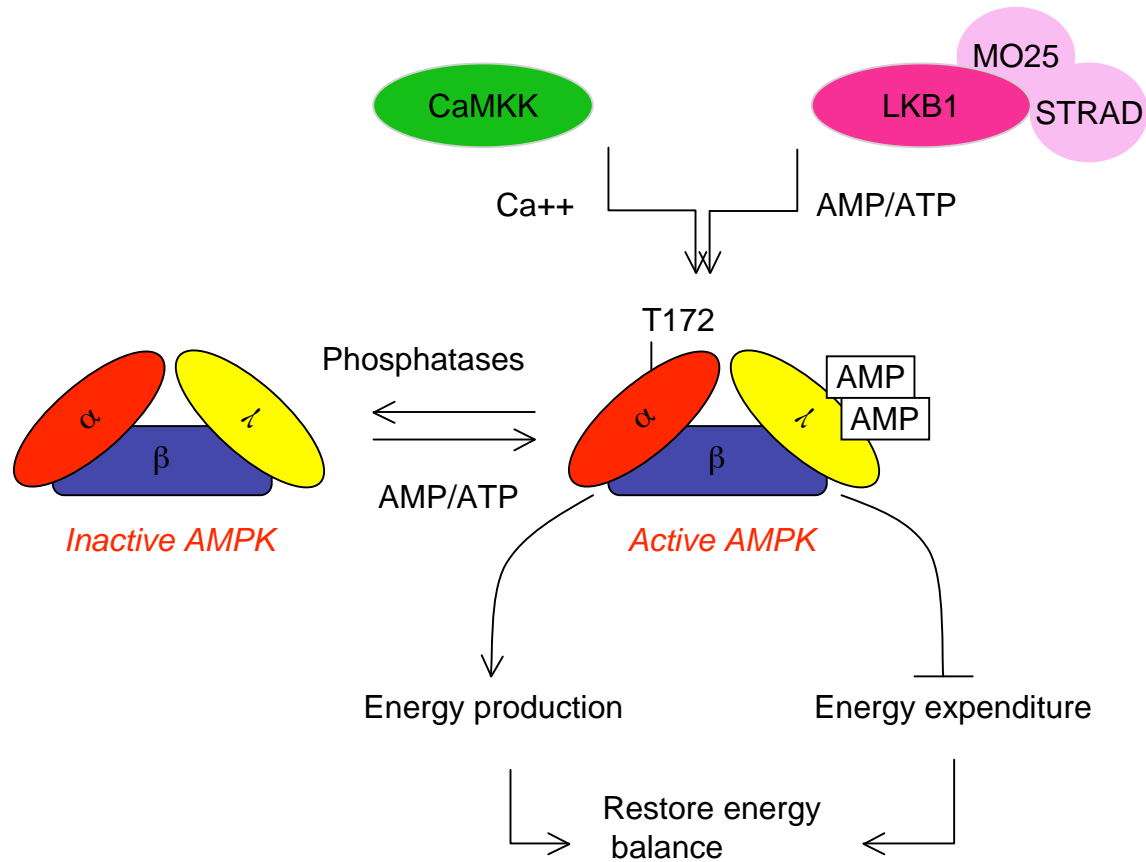 MO25
CaMKK
LKB1
STRAD
Ca++
AMP/ATP
T172
Phosphatases
AMP
AMP
α
γ
β
α
γ
β
AMP/ATP
Inactive AMPK
Active AMPK
Energy production
Energy expenditure
Restore energy
balance